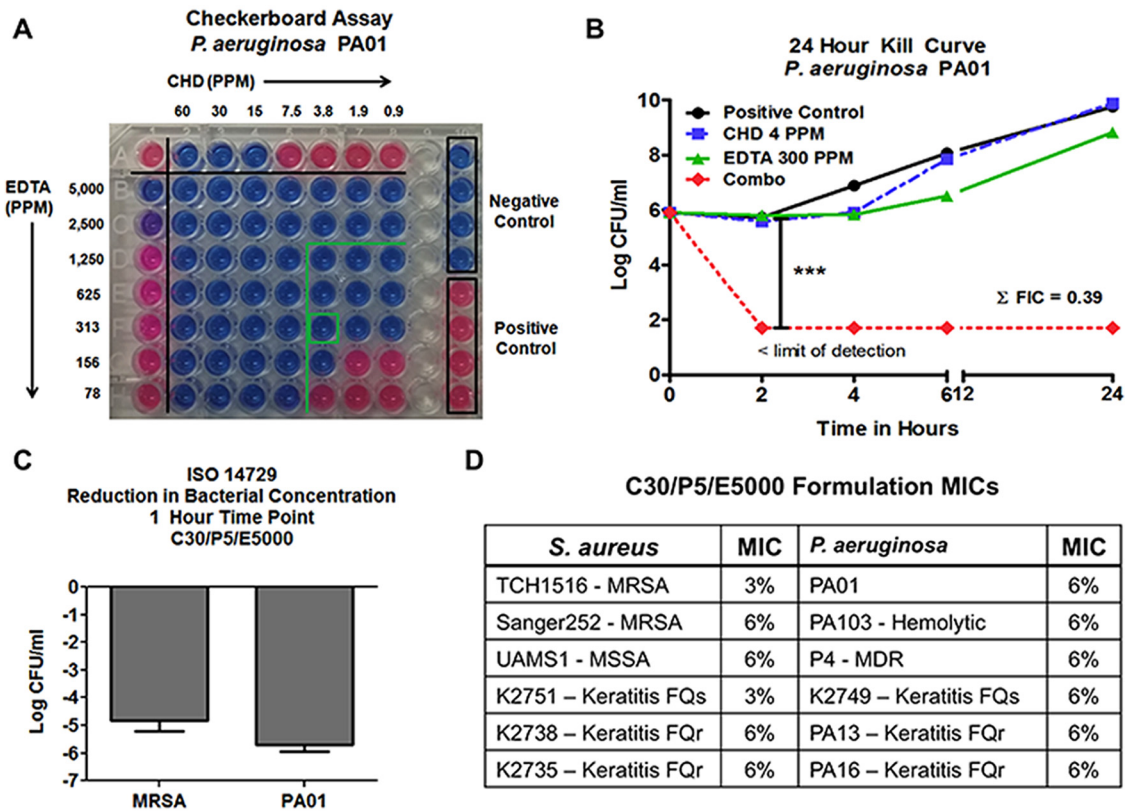 A
Checkerboard Assay
P. aeruginosa PA01
CHD (PPM)
60 30 15 7.5 3.8 1.9 0.9
EDTA
(PPM)
5,000
2,500
1,250
625
313
156
78
Negative
Control
Positive
Control
B
24 Hour Kill Curve
P. aeruginosa PA01
Positive Control
CHD 4 PPM
EDTA 300 PPM
Combo
Log CFU/ml
10
8
6
4
2
0
***
Σ FIC = 0.39
< limit of detection
0 2 4 6 12 24
Time in Hours
C
ISO 14729
Reduction in Bacterial Concentration
1 Hour Time Point
C30/P5/E5000
Log CFU/ml
0
-1
-2
-3
-4
-5
-6
-7
MRSA PA01
D
C30/P5/E5000 Formulation MICs
S. aureus MIC P. aeruginosa MIC
TCH1516 - MRSA 3% PA01 6%
Sanger252 - MRSA 6% PA103 - Hemolytic 6%
UAMS1 - MSSA 6% P4 - MDR 6%
K2751 – Keratitis FQs 3% K2749 – Keratitis FQs 6%
K2738 – Keratitis FQr 6% PA13 – Keratitis FQr 6%
K2735 – Keratitis FQr 6% PA16 – Keratitis FQr 6%